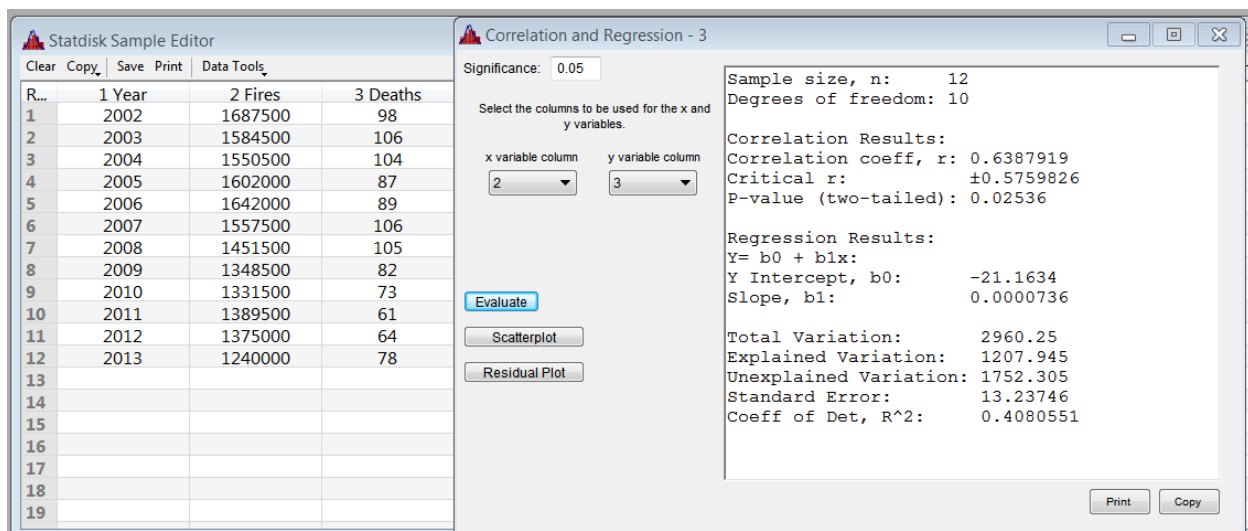 Statdisk Sample Editor
Clear Copy Save Print Data Tools
R... 1 Year 2 Fires 3 Deaths
1 2002 1687500 98
2 2003 1584500 106
3 2004 1550500 104
4 2005 1602000 87
5 2006 1642000 89
6 2007 1557500 106
7 2008 1451500 105
8 2009 1348500 82
9 2010 1331500 73
10 2011 1389500 61
11 2012 1375000 64
12 2013 1240000 78
13
14
15
16
17
18
19
Correlation and Regression - 3
Significance: 0.05
Select the columns to be used for the x and
y variables.
x variable column y variable column
2 3
Evaluate
Scatterplot
Residual Plot
Sample size, n: 12
Degrees of freedom: 10
Correlation Results:
Correlation coeff, r: 0.6387919
Critical r: ±0.5759826
P-value (two-tailed): 0.02536
Regression Results:
Y= b0 + b1x:
Y Intercept, b0: -21.1634
Slope, b1: 0.0000736
Total Variation: 2960.25
Explained Variation: 1207.945
Unexplained Variation: 1752.305
Standard Error: 13.23746
Coeff of Det, R^2: 0.4080551
Print Copy